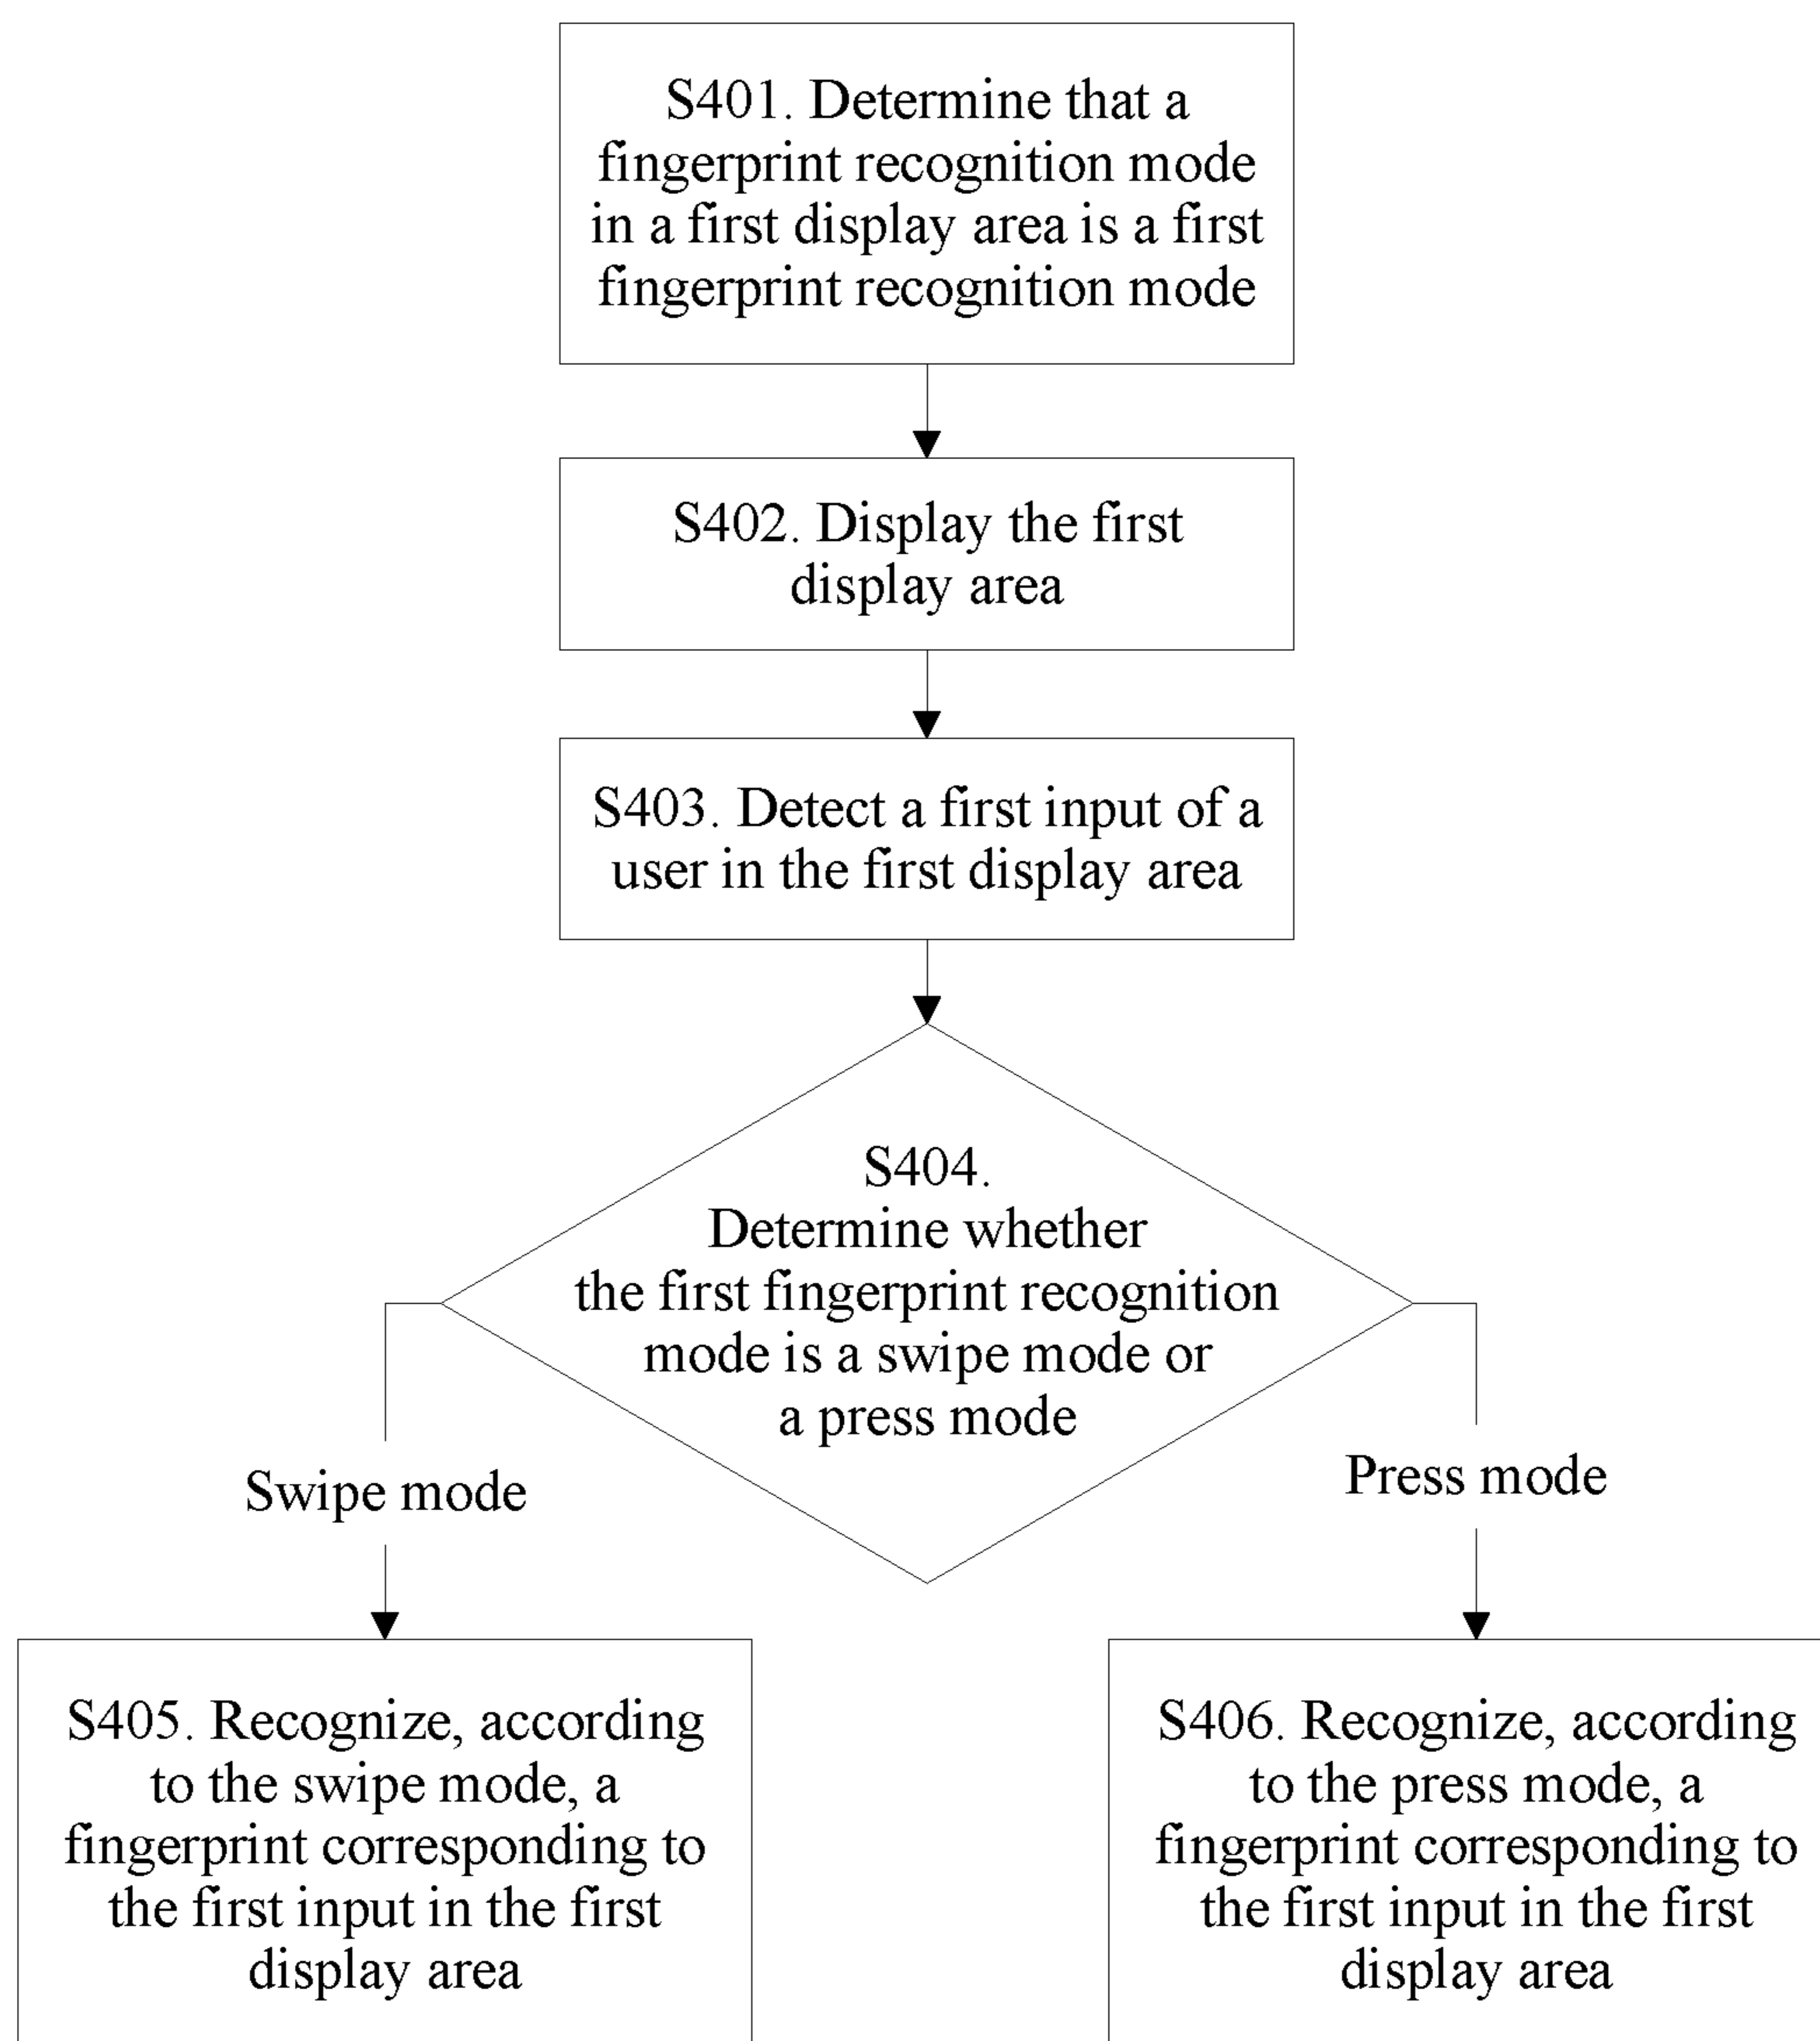 S401. Determine that a
fingerprint recognition mode
in a first display area is a first
fingerprint recognition mode
S402. Display the first
display area
S403. Detect a first input of a
user in the first display area
S404.
Determine whether
the first fingerprint recognition
mode is a swipe mode or
a press mode
Swipe mode
Press mode
S405. Recognize, according
to the swipe mode, a
fingerprint corresponding to
the first input in the first
display area
S406. Recognize, according
to the press mode, a
fingerprint corresponding to
the first input in the first
display area